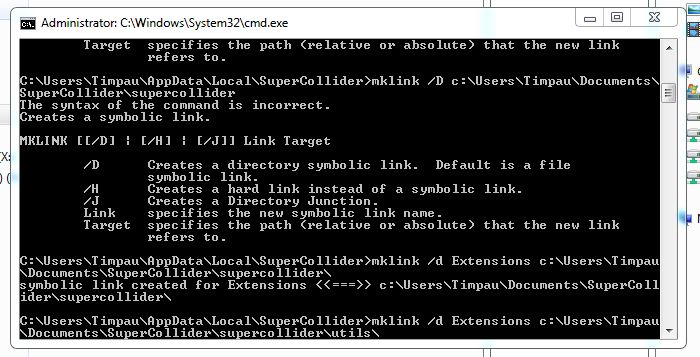 Administrator: C:\Windows\System32\cmd.exe
Target specifies the path (relative or absolute) that the new link
refers to.
C:\Users\Timpau\AppData\Local\SuperCollider>mklink /D c:\Users\Timpau\Documents\
SuperCollider\supercollider
The syntax of the command is incorrect.
Creates a symbolic link.
MKLINK [[/D] | [/H] | [/J]] Link Target
/D Creates a directory symbolic link. Default is a file
symbolic link.
/H Creates a hard link instead of a symbolic link.
/J Creates a Directory Junction.
Link specifies the new symbolic link name.
Target specifies the path (relative or absolute) that the new link
refers to.
C:\Users\Timpau\AppData\Local\SuperCollider>mklink /d Extensions c:\Users\Timpau
\Documents\SuperCollider\supercollider\
symbolic link created for Extensions <<===>> c:\Users\Timpau\Documents\SuperColl
ider\supercollider\
C:\Users\Timpau\AppData\Local\SuperCollider>mklink /d Extensions c:\Users\Timpau
\Documents\SuperCollider\supercollider\utils\